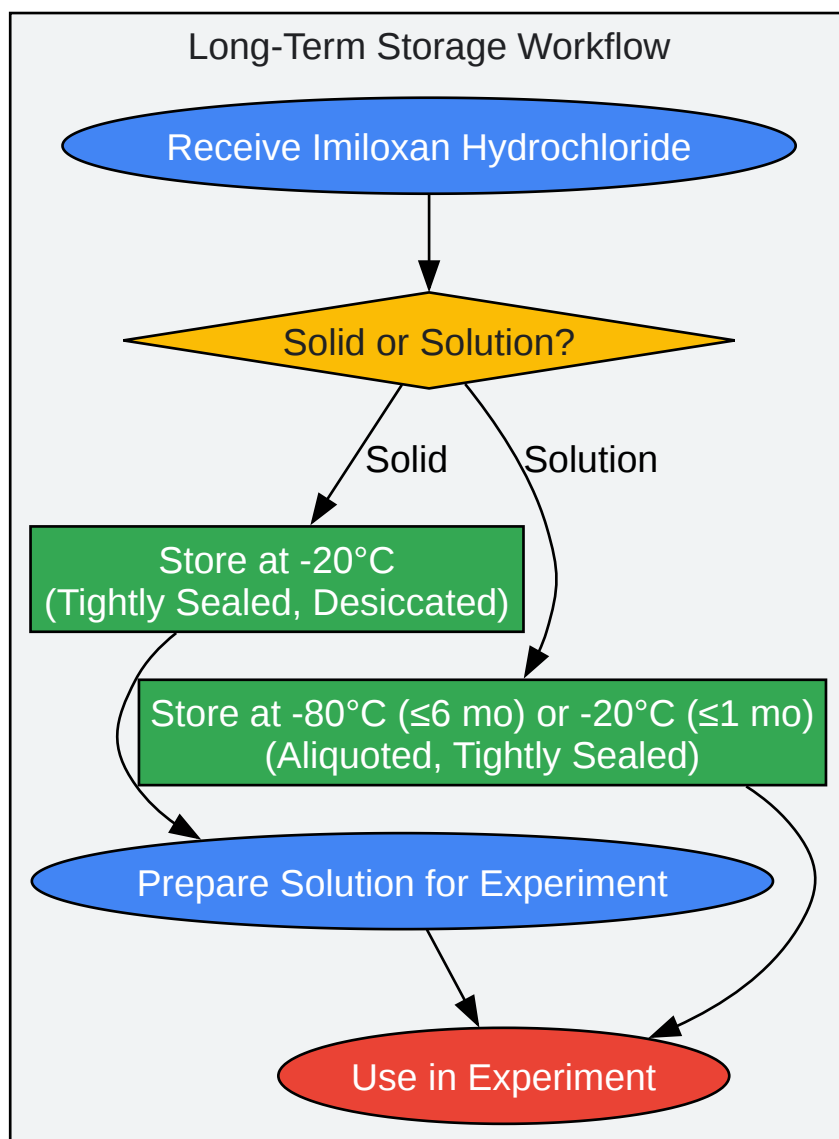 Long-Term Storage Workflow
Receive Imiloxan Hydrochloride
Solid or Solution?
Solid
Solution
Store at -20°C
(Tightly Sealed, Desiccated)
Store at -80°C (≤6 mo) or -20°C (≤1 mo)
(Aliquoted, Tightly Sealed)
Prepare Solution for Experiment
Use in Experiment